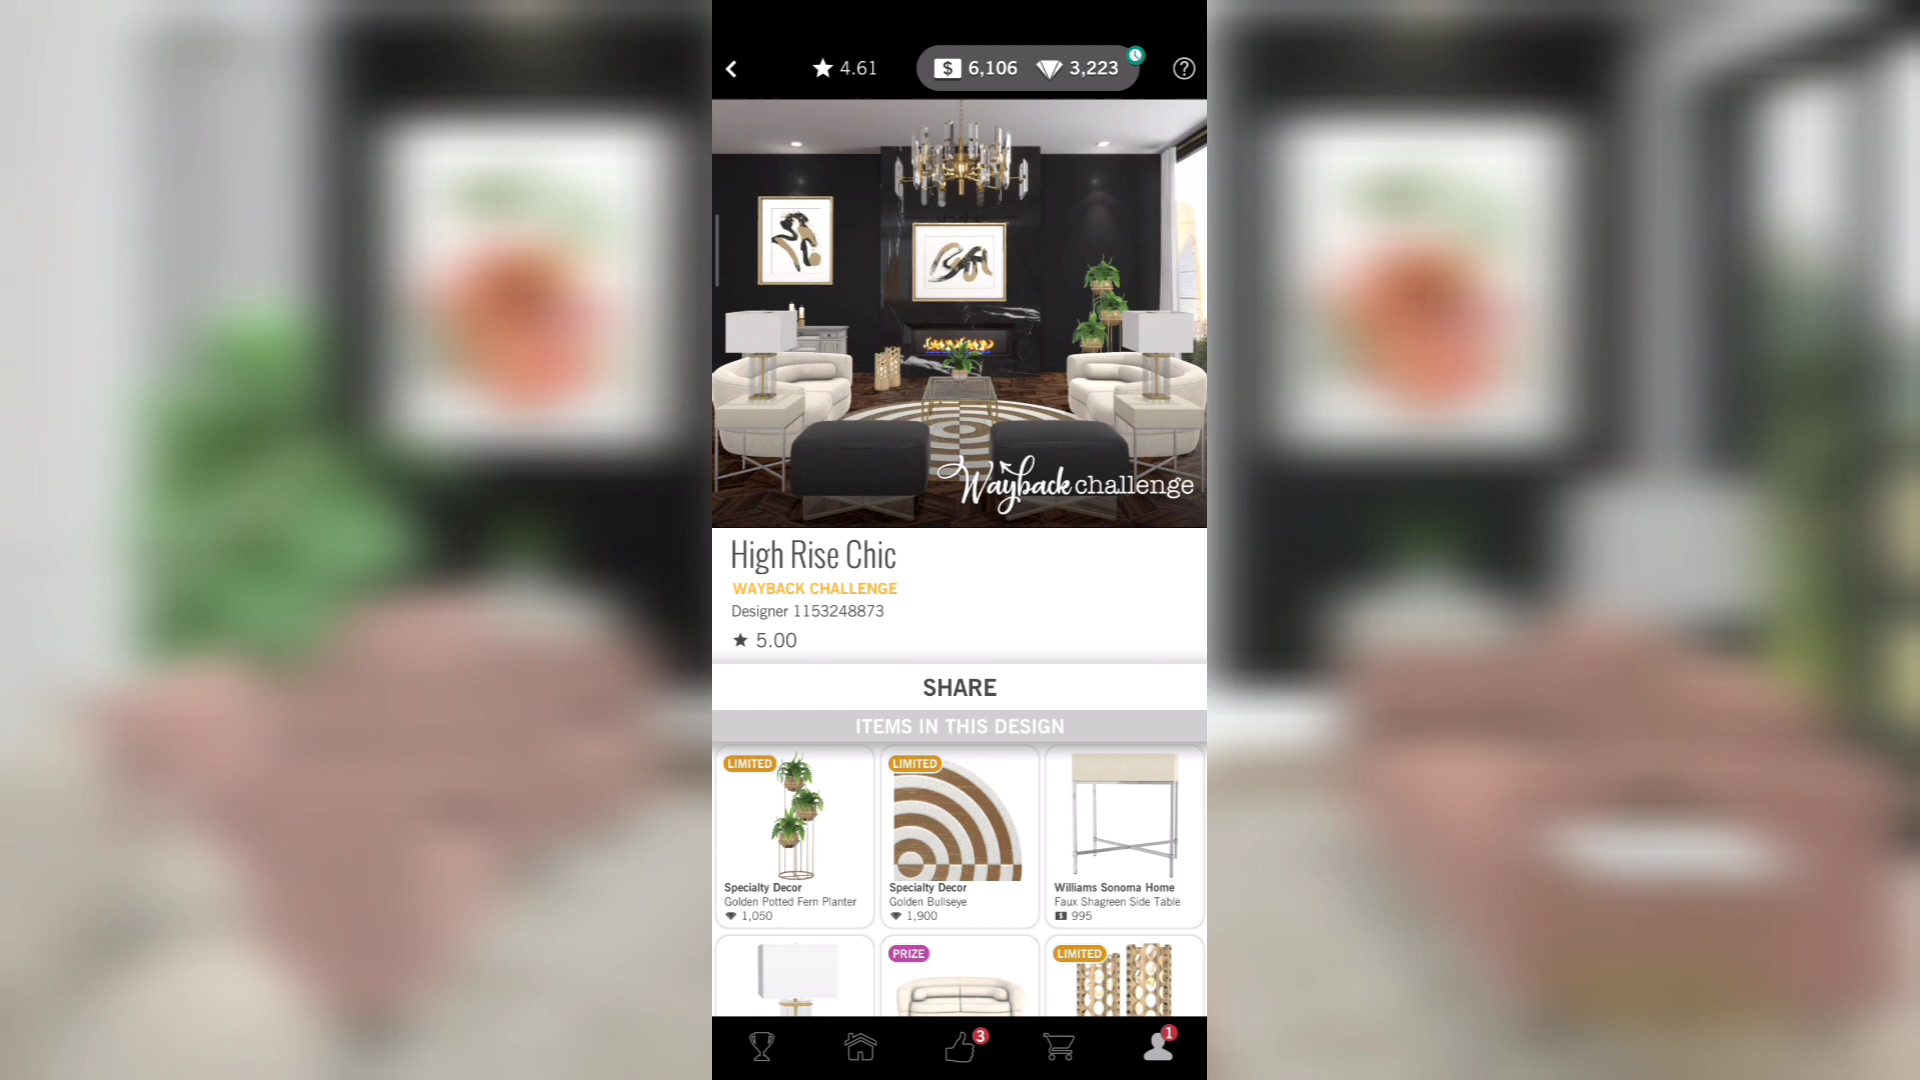 4.61
$ 6,106
3,223
?
Wayback challenge
High Rise Chic
WAYBACK CHALLENGE
Designer 1153248873
5.00
SHARE
ITEMS IN THIS DESIGN
LIMITED
Specialty Decor
Golden Potted Fern Planter
1,050
LIMITED
Specialty Decor
Golden Bullseye
1,900
Williams Sonoma Home
Faux Shagreen Side Table
$ 995
PRIZE
LIMITED
3
1